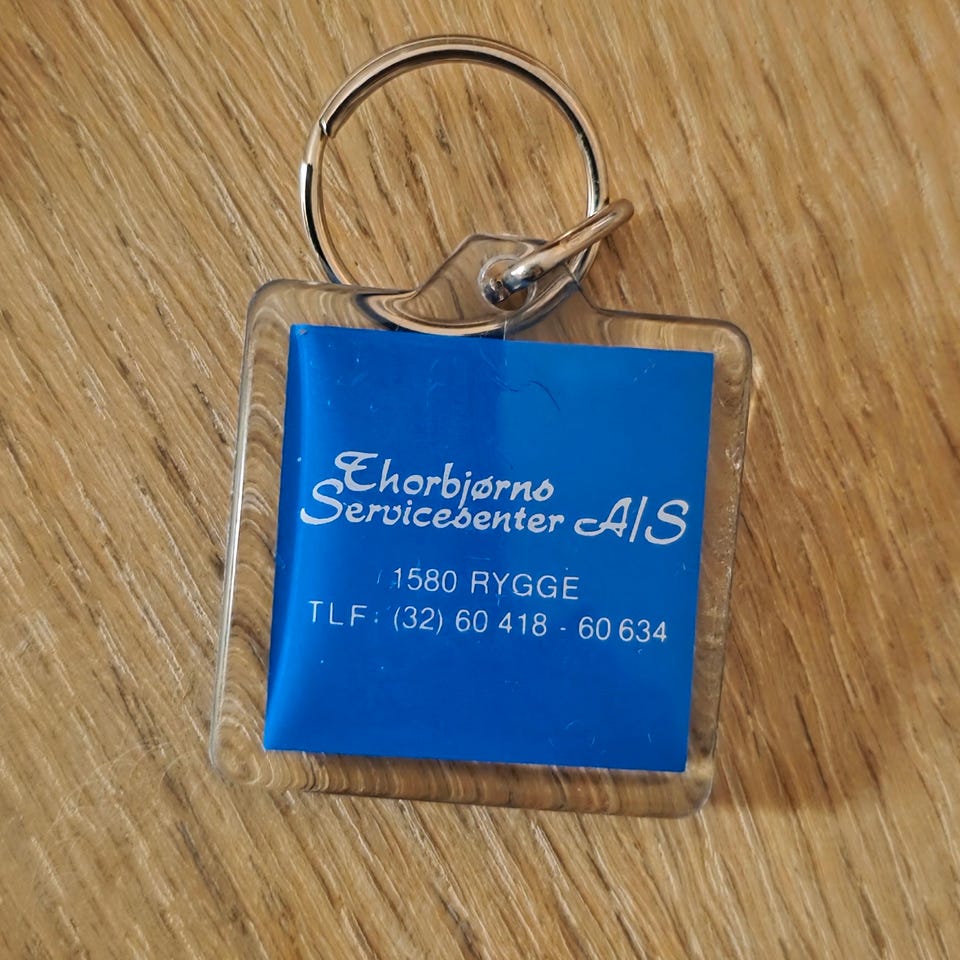 Thorbjørns
Servicesenter A/S
1580 RYGGE
TLF: (32) 60 418 - 60 634